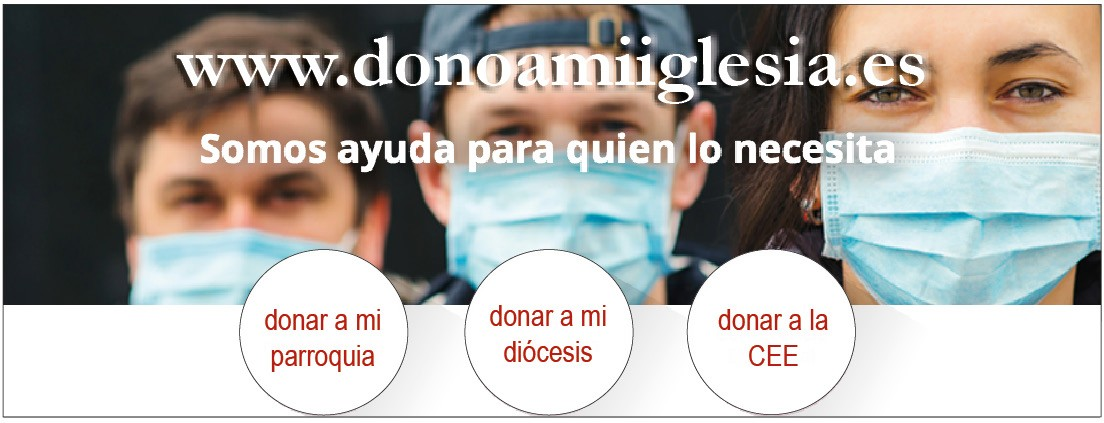 www.donoamiiglesia.es
Somos ayuda para quien lo necesita
donar a mi
parroquia
donar a mi
diócesis
donar a la
CEE